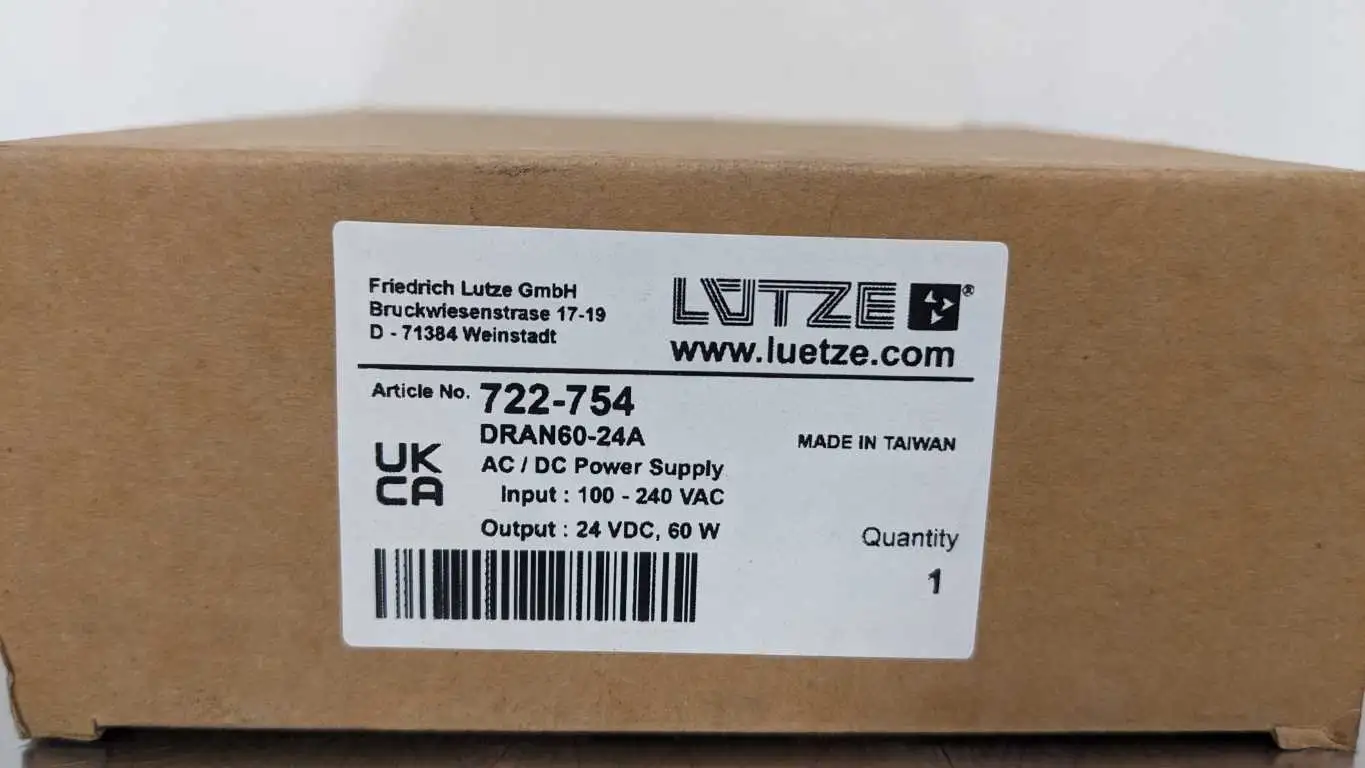 Friedrich Lutze GmbH
Bruckwiesenstrase 17-19
D - 71384 Weinstadt
LÜTZE ®
www.luetze.com
Article No. 722-754
DRAN60-24A
MADE IN TAIWAN
UK
CA
AC / DC Power Supply
Input : 100 - 240 VAC
Output : 24 VDC, 60 W
Quantity
1